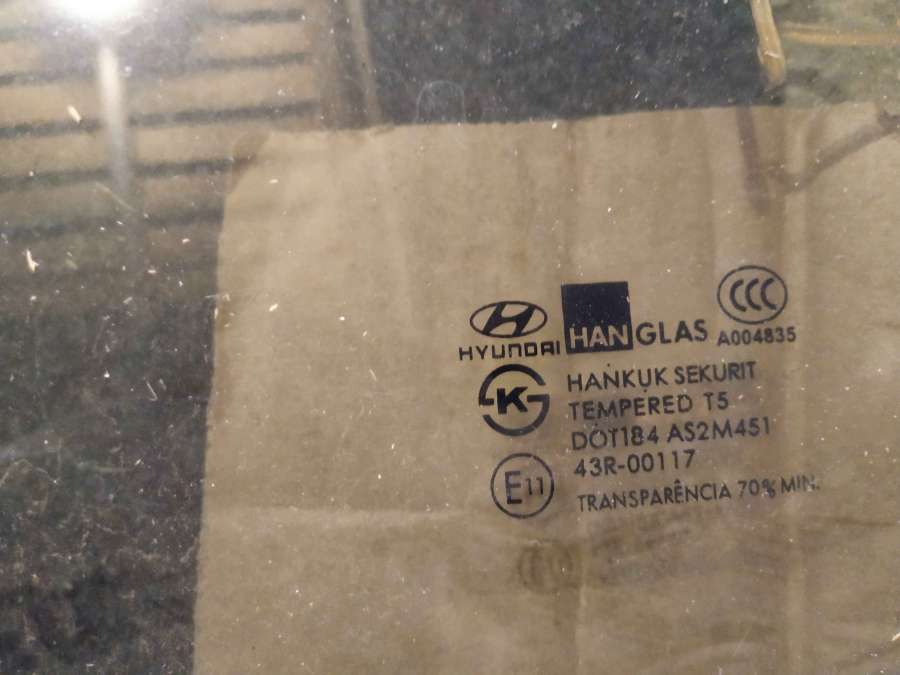 HYUNDAI HANGLAS CCC
A004835
K HANKUK SEKURIT
TEMPERED T5
DOT184 AS2M451
43R-00117
E11 TRANSPARÊNCIA 70% MIN.